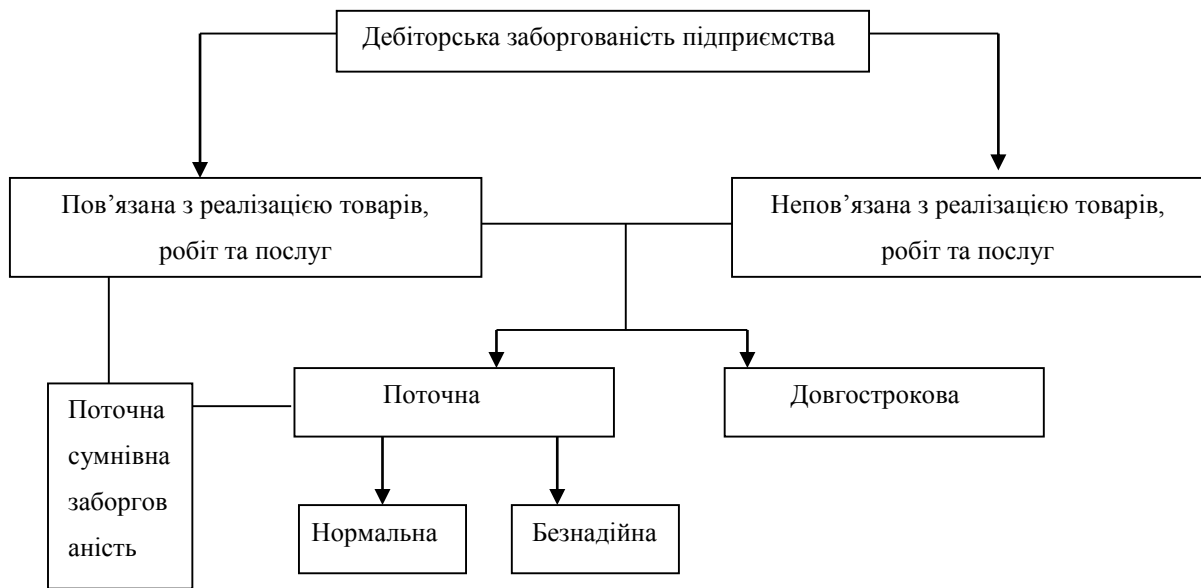 Дебіторська заборгованість підприємства
Пов’язана з реалізацією товарів,
робіт та послуг
Непов’язана з реалізацією товарів,
робіт та послуг
Поточна
Довгострокова
Поточна
сумнівна
заборгов
аність
Нормальна
Безнадійна